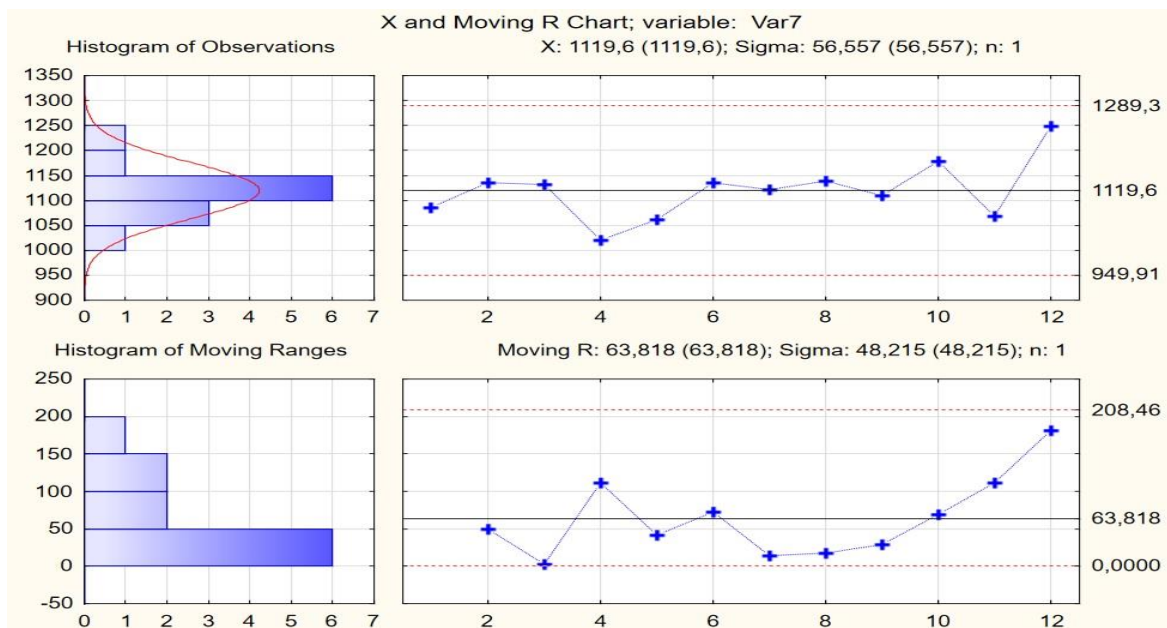 X and Moving R Chart; variable: Var7
Histogram of Observations
X: 1119,6 (1119,6); Sigma: 56,557 (56,557); n: 1
1350
1300
1250
1200
1150
1100
1050
1000
950
900
0 1 2 3 4 5 6 7
1289,3
1119,6
949,91
2 4 6 8 10 12
Histogram of Moving Ranges
Moving R: 63,818 (63,818); Sigma: 48,215 (48,215); n: 1
250
200
150
100
50
0
-50
0 1 2 3 4 5 6 7
208,46
63,818
0,0000
2 4 6 8 10 12